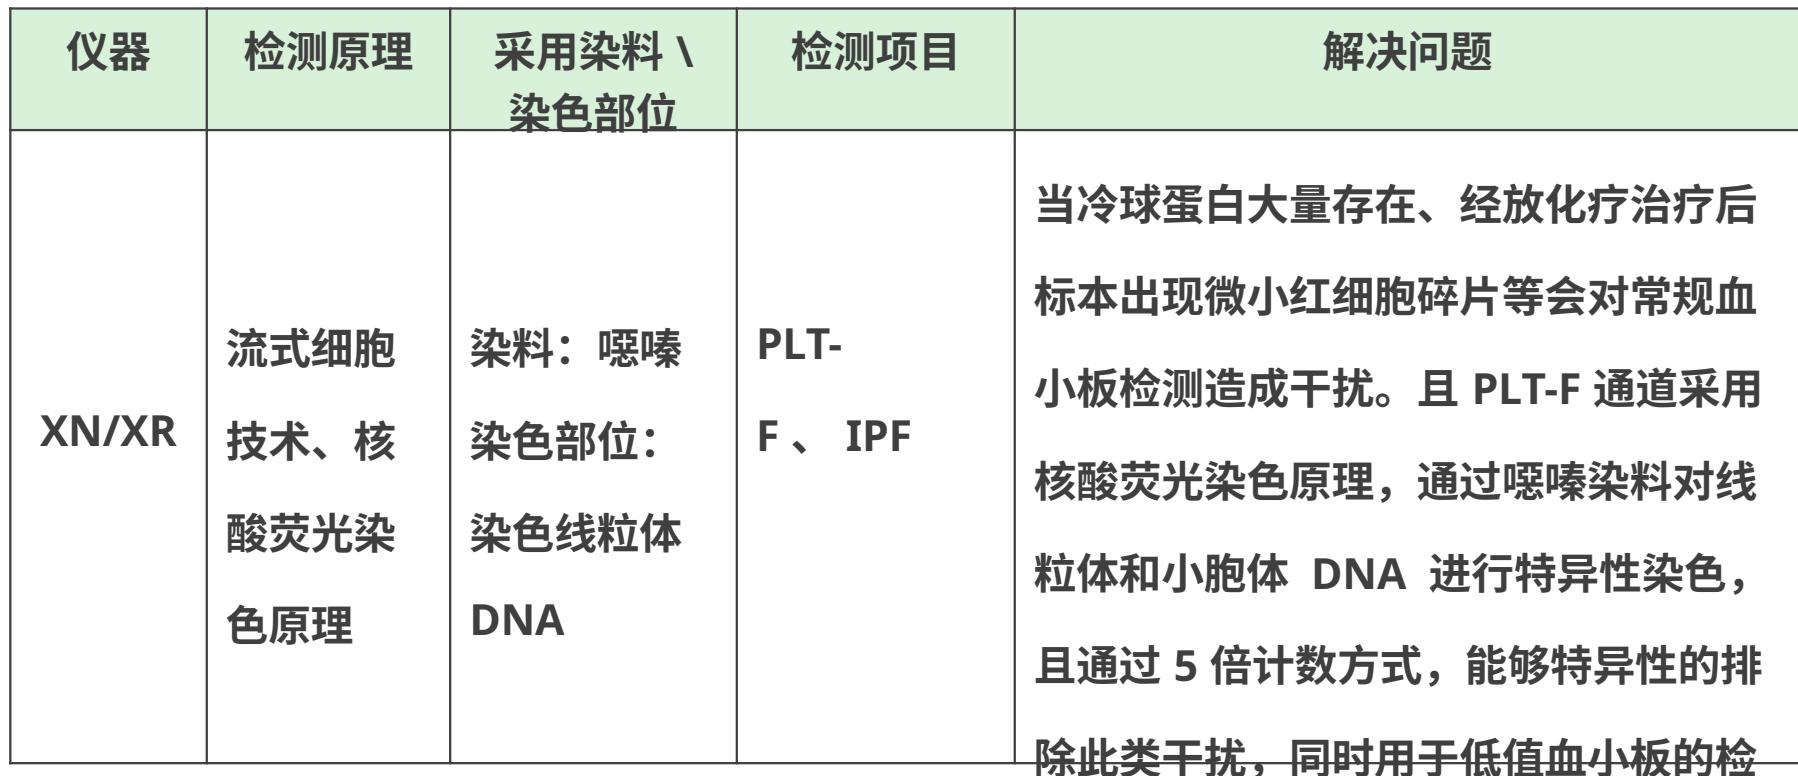 仪器
检测原理
采用染料 \
染色部位
检测项目
解决问题
XN/XR
流式细胞
技术、核
酸荧光染
色原理
染料：噁嗪
染色部位：
染色线粒体
DNA
PLT-
F 、 IPF
当冷球蛋白大量存在、经放化疗治疗后
标本出现微小红细胞碎片等会对常规血
小板检测造成干扰。且 PLT-F 通道采用
核酸荧光染色原理，通过噁嗪染料对线
粒体和小胞体 DNA 进行特异性染色，
且通过 5 倍计数方式，能够特异性的排
除此类干扰，同时用于低值血小板的检